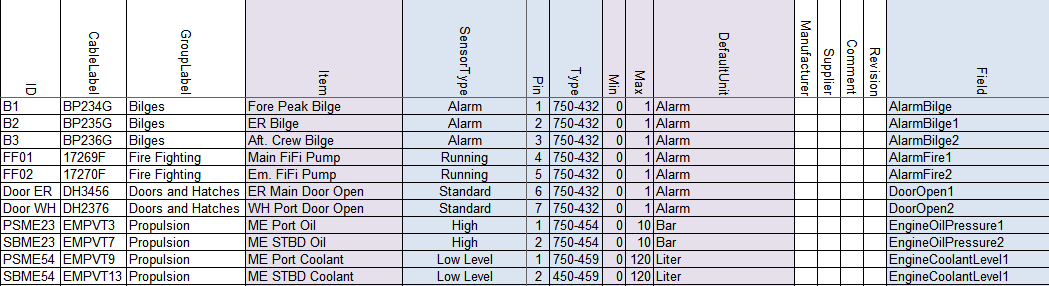 ID CableLabel GroupLabel Item SensorType Pin Type Min Max DefaultUnit Manufacturer Supplier Comment Revision Field
B1 BP234G Bilges Fore Peak Bilge Alarm 1 750-432 0 1 Alarm AlarmBilge
B2 BP235G Bilges ER Bilge Alarm 2 750-432 0 1 Alarm AlarmBilge1
B3 BP236G Bilges Aft. Crew Bilge Alarm 3 750-432 0 1 Alarm AlarmBilge2
FF01 17269F Fire Fighting Main FiFi Pump Running 4 750-432 0 1 Alarm AlarmFire1
FF02 17270F Fire Fighting Em. FiFi Pump Running 5 750-432 0 1 Alarm AlarmFire2
Door ER DH3456 Doors and Hatches ER Main Door Open Standard 6 750-432 0 1 Alarm DoorOpen1
Door WH DH2376 Doors and Hatches WH Port Door Open Standard 7 750-432 0 1 Alarm DoorOpen2
PSME23 EMPVT3 Propulsion ME Port Oil High 1 750-454 0 10 Bar EngineOilPressure1
SBME23 EMPVT7 Propulsion ME STBD Oil High 2 750-454 0 10 Bar EngineOilPressure2
PSME54 EMPVT9 Propulsion ME Port Coolant Low Level 1 750-459 0 120 Liter EngineCoolantLevel1
SBME54 EMPVT13 Propulsion ME STBD Coolant Low Level 2 450-459 0 120 Liter EngineCoolantLevel1